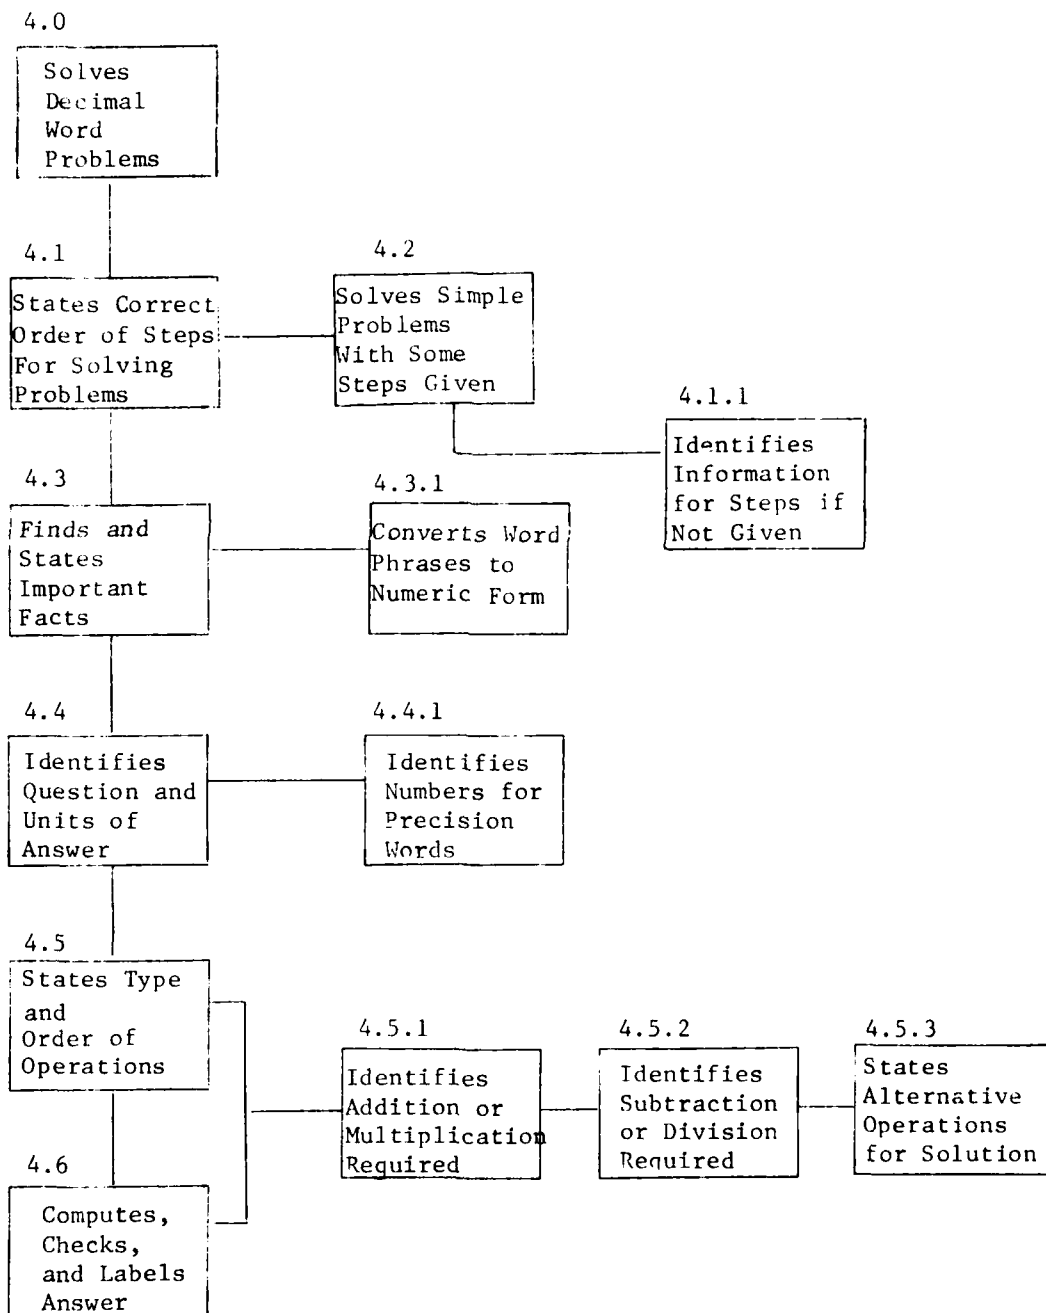 4.0
Solves
Decimal
Word
Problems
4.1
States Correct
Order of Steps
For Solving
Problems
4.2
Solves Simple
Problems
With Some
Steps Given
4.1.1
Identifies
Information
for Steps if
Not Given
4.3
Finds and
States
Important
Facts
4.3.1
Converts Word
Phrases to
Numeric Form
4.4
Identifies
Question and
Units of
Answer
4.4.1
Identifies
Numbers for
Precision
Words
4.5
States Type
and
Order of
Operations
4.5.1
Identifies
Addition or
Multiplication
Required
4.5.2
Identifies
Subtraction
or Division
Required
4.5.3
States
Alternative
Operations
for Solution
4.6
Computes,
Checks,
and Labels
Answer